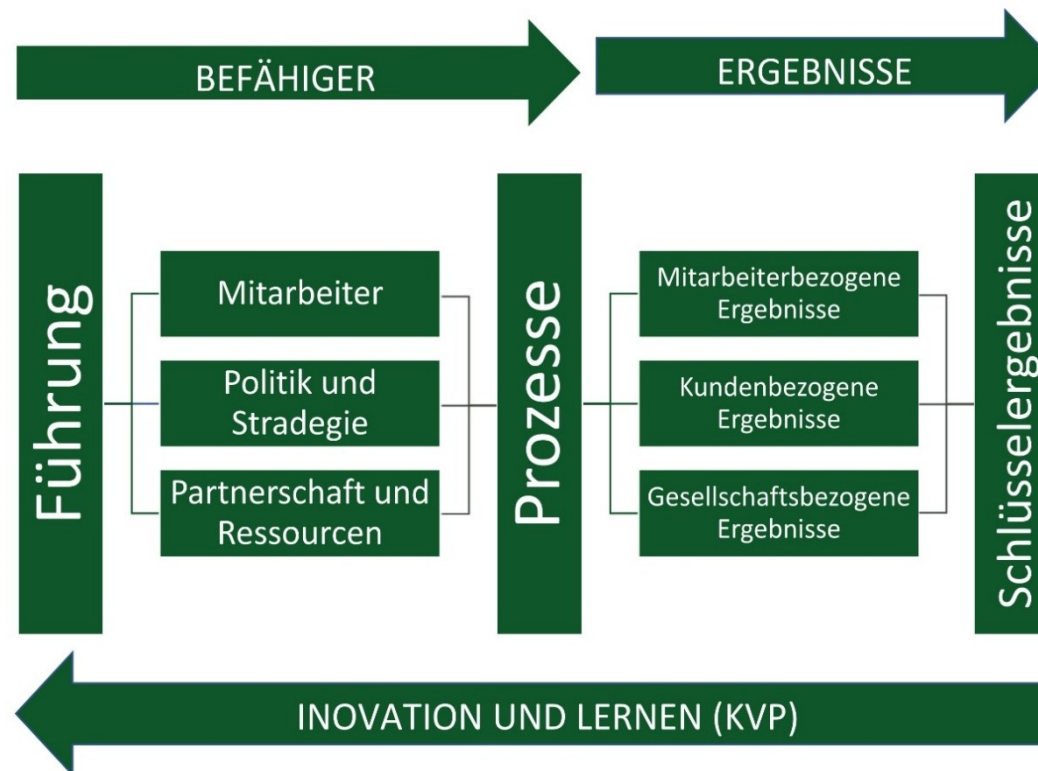 BEFÄHIGER
ERGEBNISSE
Führung
Mitarbeiter
Politik und
Stradegie
Partnerschaft und
Ressourcen
Prozesse
Mitarbeiterbezogene
Ergebnisse
Kundenbezogene
Ergebnisse
Gesellschaftsbezogene
Ergebnisse
Schlüsselergebnisse
INOVATION UND LERNEN (KVP)